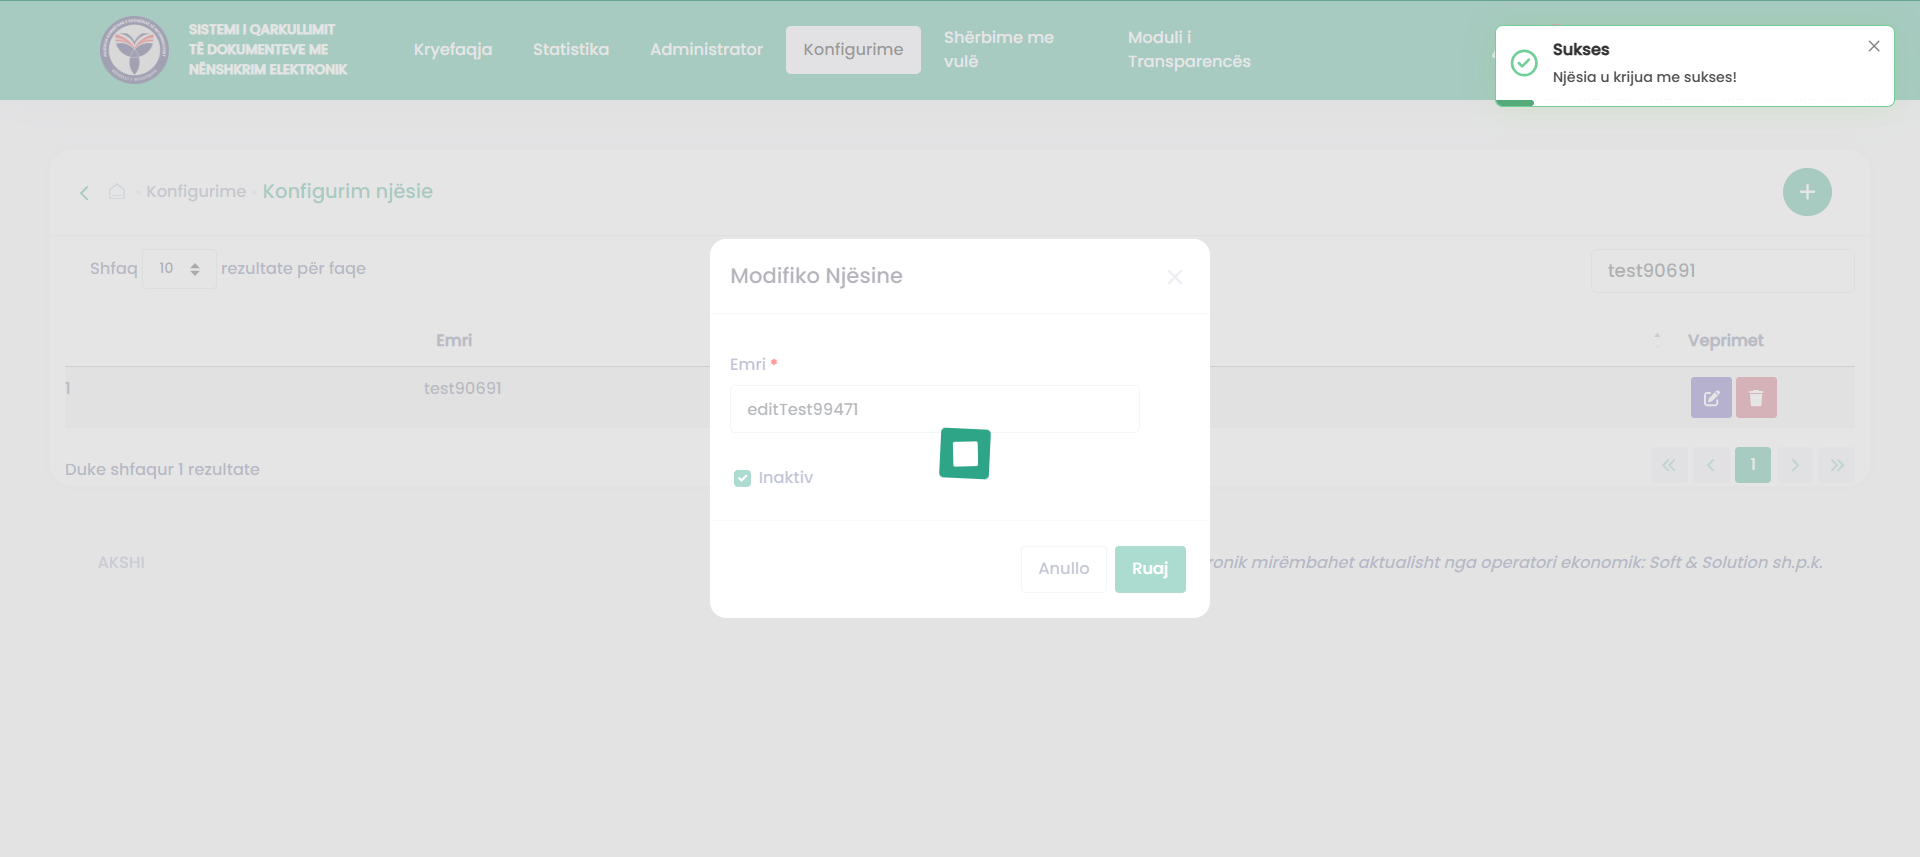 SISTEMI I QARKULLIMIT
TË DOKUMENTEVE ME
NËNSHKRIM ELEKTRONIK
Kryefaqja
Statistika
Administrator
Konfigurime
Shërbime me
vulë
Moduli i
Transparencës
Sukses
Njësia u krijua me sukses!
Konfigurime
Konfigurim njësie
Shfaq 10 rezultate për faqe
test90691
Emri
Veprimet
1
test90691
Duke shfaqur 1 rezultate
1
Modifiko Njësine
Emri *
editTest99471
Inaktiv
Anullo
Ruaj
AKSHI
ronik mirëmbahet aktualisht nga operatori ekonomik: Soft & Solution sh.p.k.